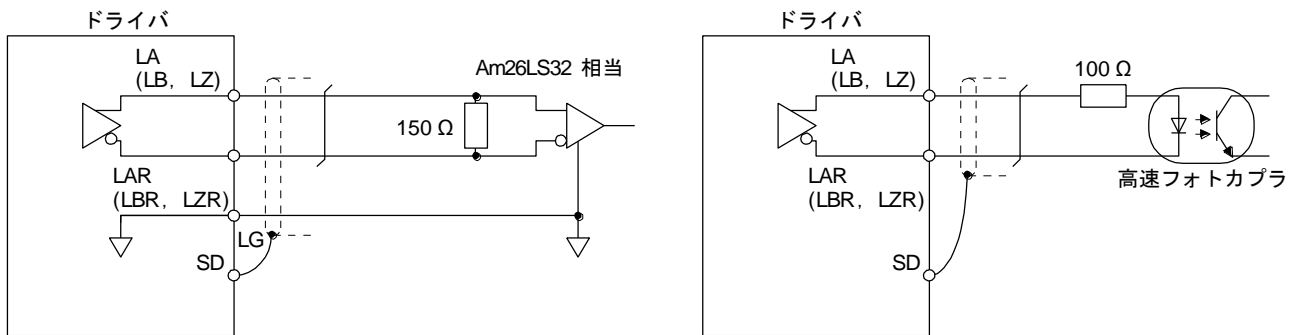 ドライバ
LA
(LB, LZ)
Am26LS32 相当
150 Ω
LAR
(LBR, LZR)
LG
SD
ドライバ
LA
(LB, LZ)
100 Ω
LAR
(LBR, LZR)
高速フォトカプラ
SD